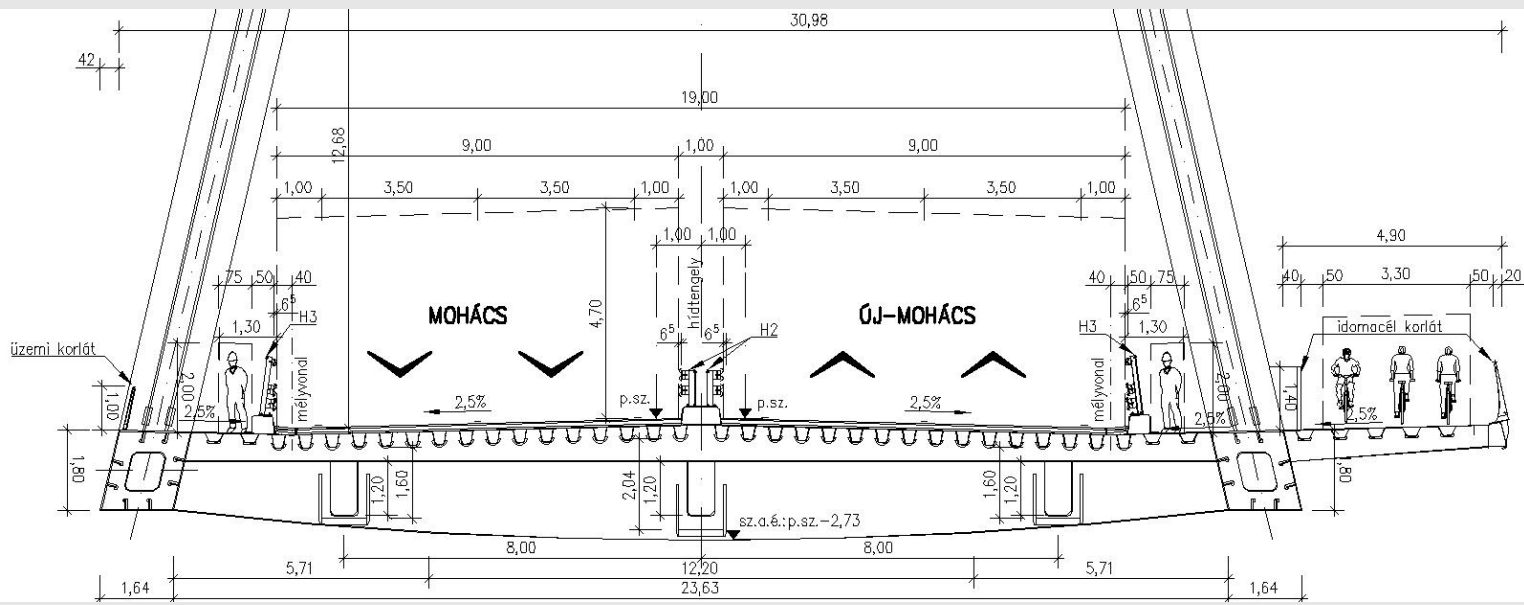 30,98
42
19,00
12,68
9,00 1,00 9,00
1,00 3,50 3,50 1,00 1,00 3,50 3,50 1,00
1,00 1,00
4,90
75 50 40 40 50 75 40 50 3,30 50 20
6⁵ 6⁵
1,30 H3 MOHÁCS 4,70 hídtengely ÚJ-MOHÁCS H3 1,30
6⁵ 6⁵ H2
üzemi korlát idomacél korlát
2,00 mélyvonal mélyvonal 2,00
1,00 1,40
2,5% 2,5% p.sz. p.sz. 2,5% 2,5% 2,5%
1,80 1,20 1,60 2,04 1,20 1,60 1,20 1,80
sz.a.é.:p.sz.-2,73
8,00 8,00
5,71 12,20 5,71
1,64 23,63 1,64